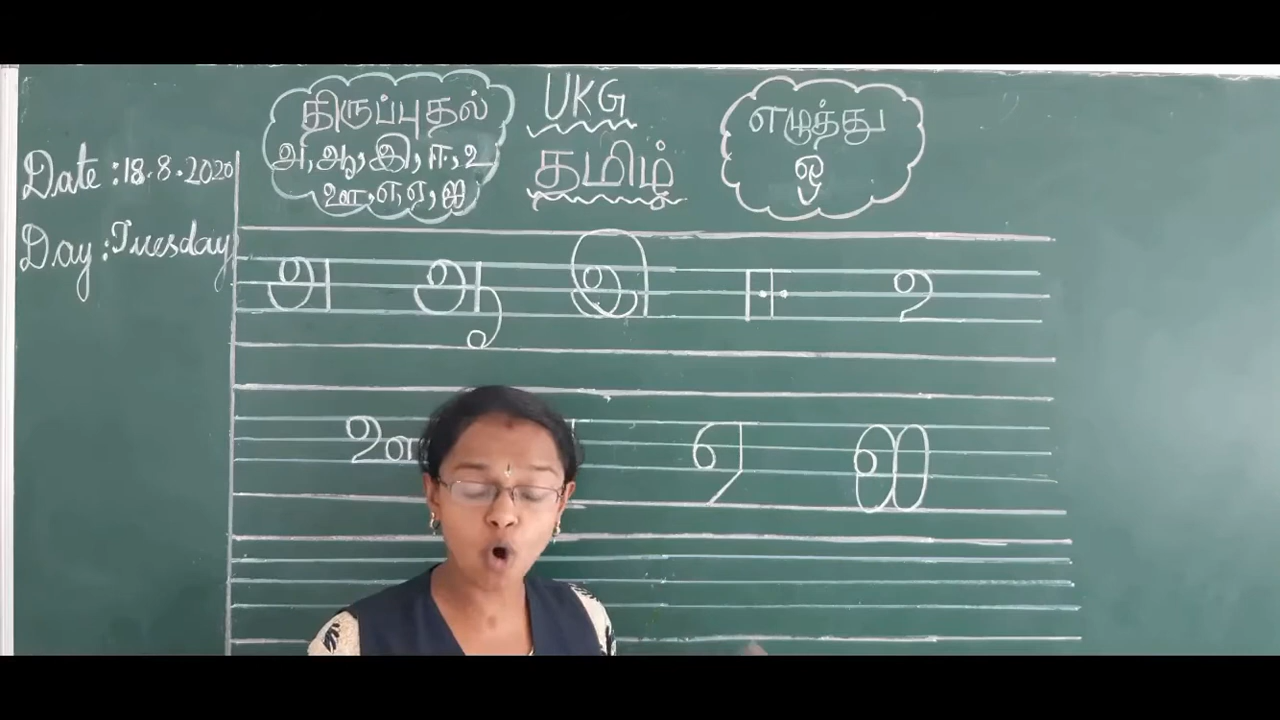 UKG
தமிழ்
திருப்புதல்
அ, ஆ, இ, ஈ, உ
ஊ, எ, ஏ, ஐ
எழுத்து
ஒ
Date : 18.8.2020
Day : Tuesday
அ ஆ இ ஈ உ
ஊ ஏ ஐ